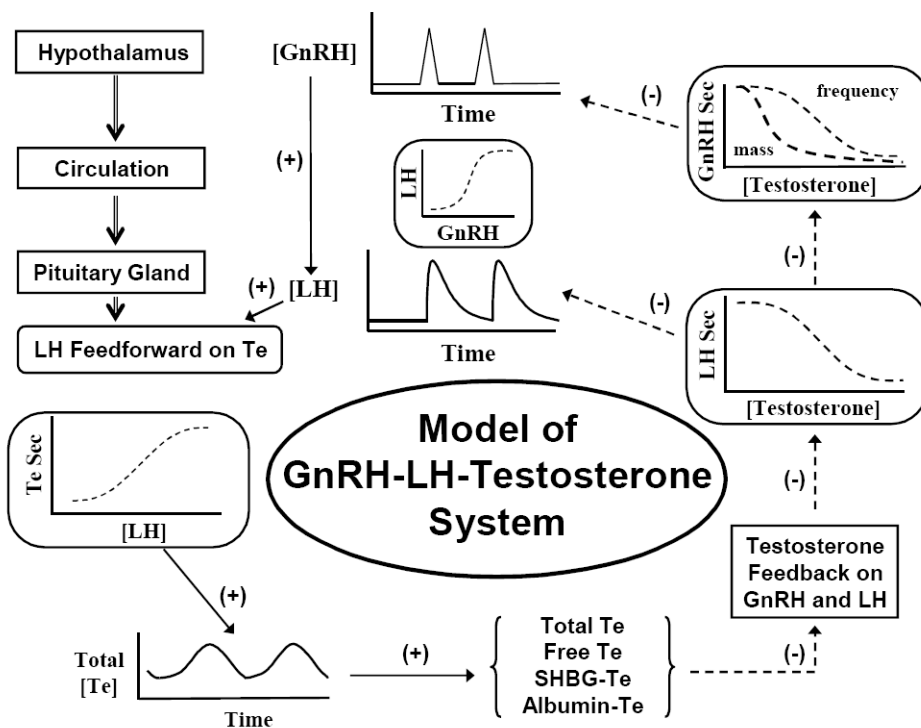 Hypothalamus
Circulation
Pituitary Gland
LH Feedforward on Te
[GnRH]
(+)
[LH]
(+)
Time
LH
GnRH
Time
(-)
GnRH Sec
frequency
mass
[Testosterone]
(-)
(-)
LH Sec
[Testosterone]
(-)
Model of
GnRH-LH-Testosterone
System
Te Sec
[LH]
(+)
Total
[Te]
Time
(+)
Total Te
Free Te
SHBG-Te
Albumin-Te
(-)
Testosterone
Feedback on
GnRH and LH